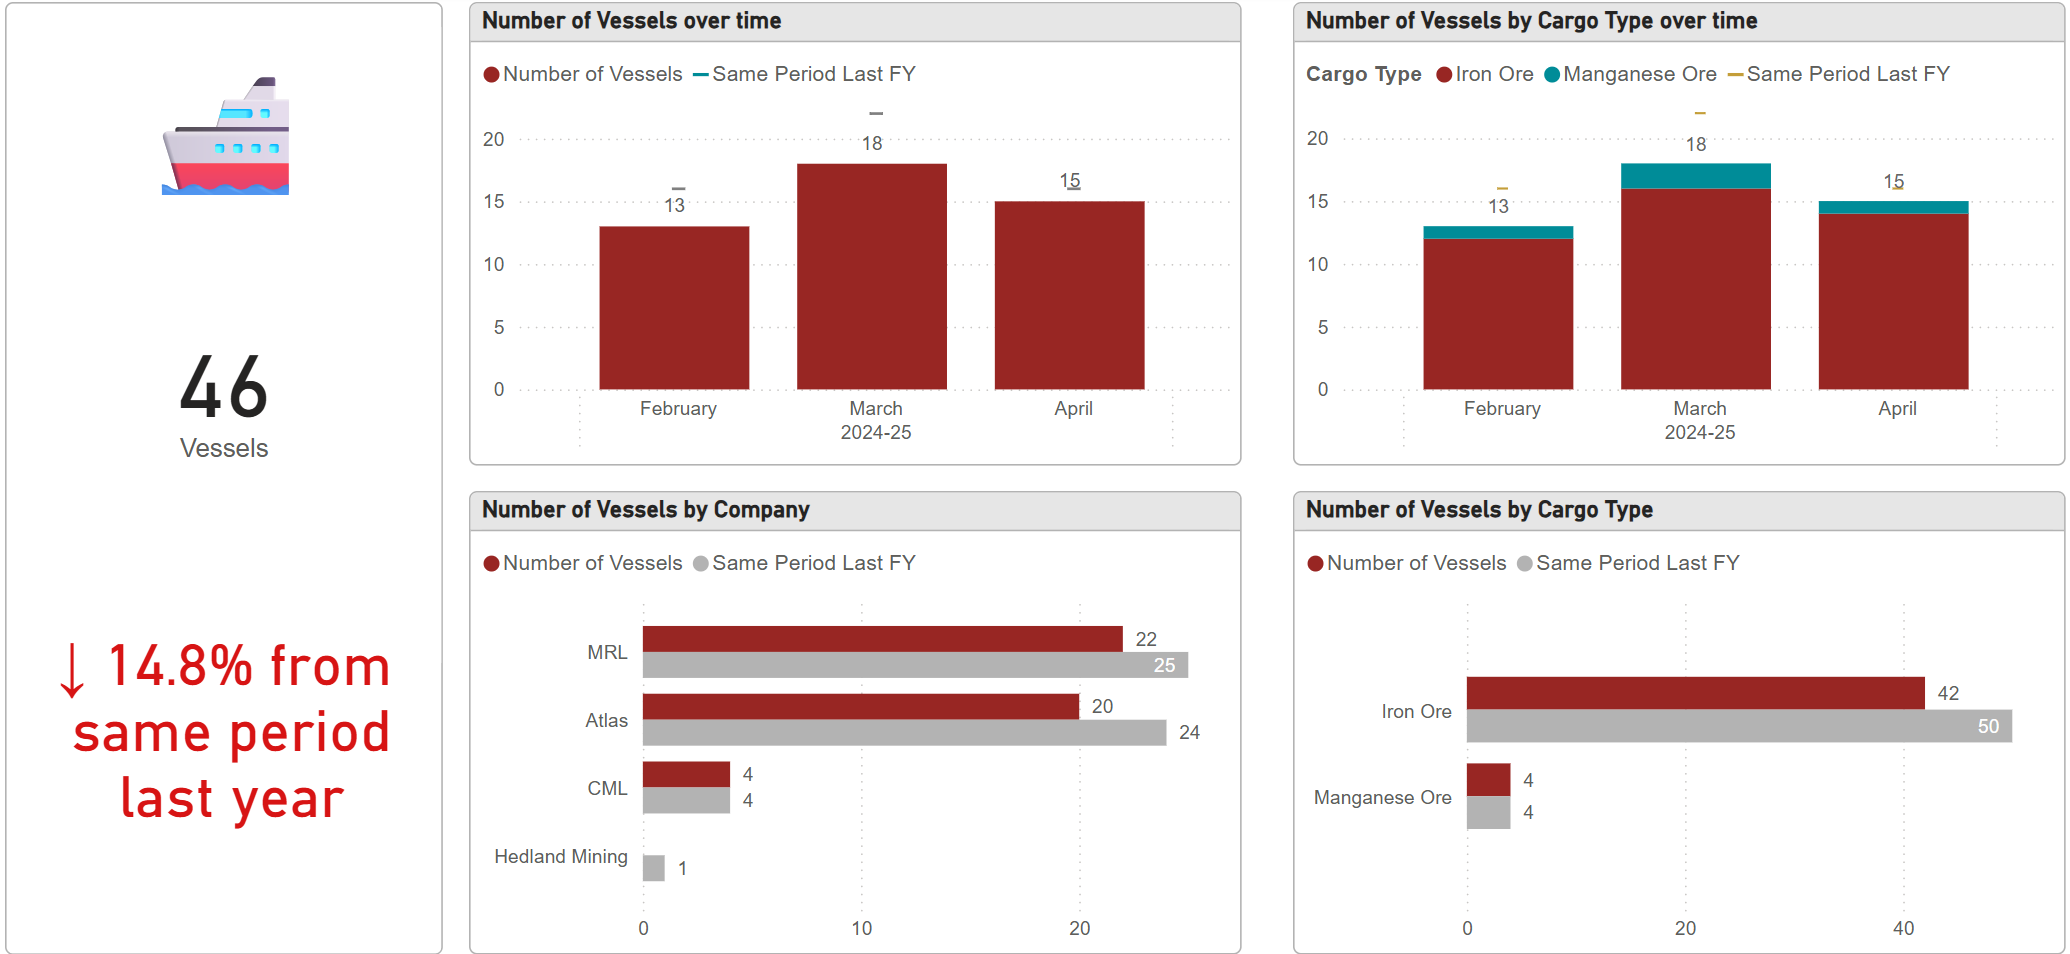 46
Vessels
↓ 14.8% from
same period
last year
Number of Vessels over time
Number of Vessels Same Period Last FY
20
15
10
5
0
13
18
15
February March April
2024-25
Number of Vessels by Cargo Type over time
Cargo Type Iron Ore Manganese Ore Same Period Last FY
20
15
10
5
0
13
18
15
February March April
2024-25
Number of Vessels by Company
Number of Vessels Same Period Last FY
MRL 22
25
Atlas 20
24
CML 4
4
Hedland Mining 1
0 10 20
Number of Vessels by Cargo Type
Number of Vessels Same Period Last FY
Iron Ore 42
50
Manganese Ore 4
4
0 20 40